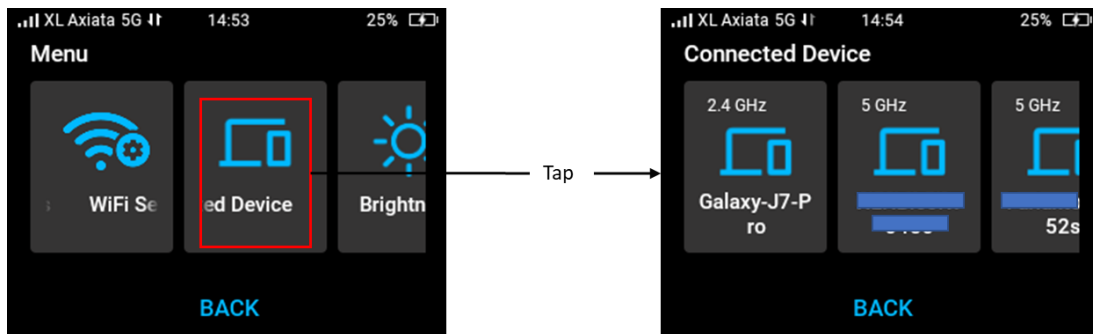 XL Axiata 5G 14:53 25%
Menu
WiFi Se
ed Device
Brightn
BACK
Tap
XL Axiata 5G 14:54 25%
Connected Device
2.4 GHz
5 GHz
5 GHz
Galaxy-J7-P
ro
52s
BACK